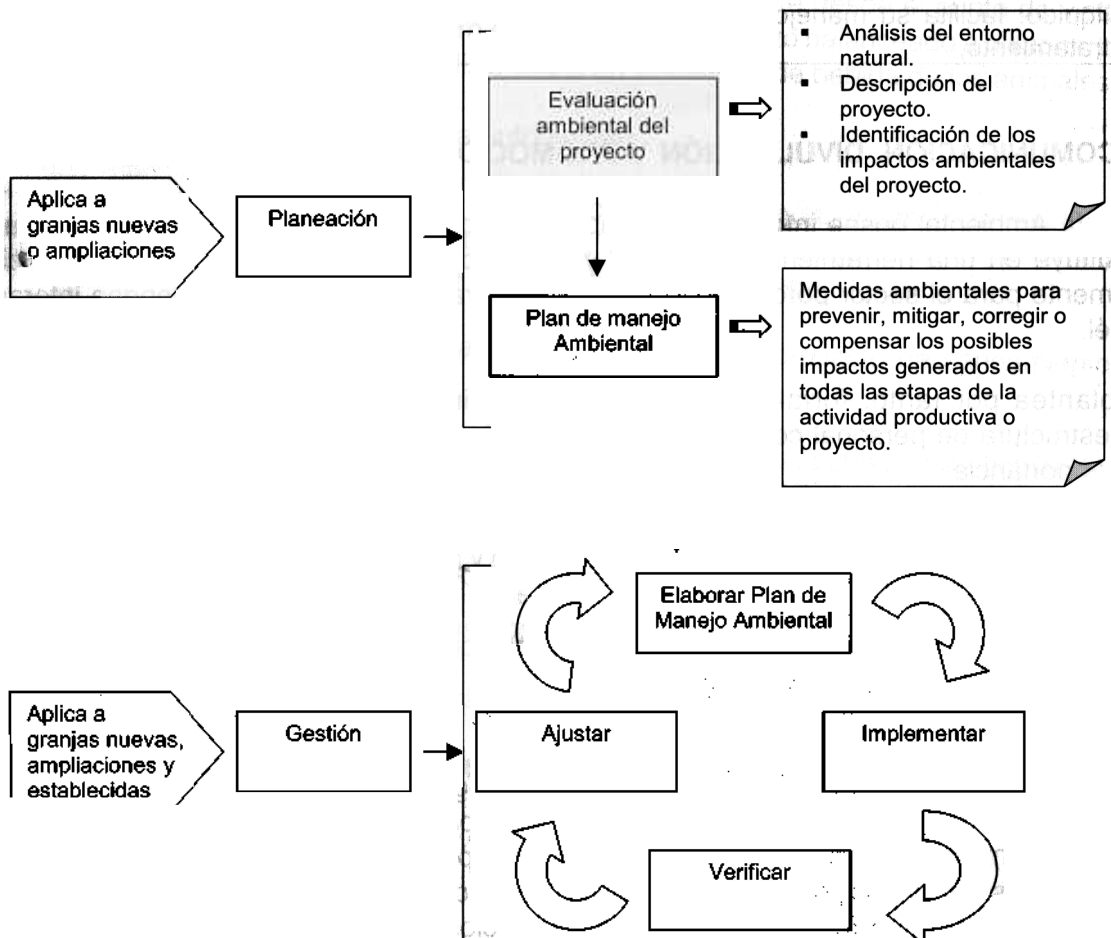 Aplica a
granjas nuevas
o ampliaciones
Planeación
Evaluación
ambiental del
proyecto
▪ Análisis del entorno
natural.
▪ Descripción del
proyecto.
▪ Identificación de los
impactos ambientales
del proyecto.
Plan de manejo
Ambiental
Medidas ambientales para
prevenir, mitigar, corregir o
compensar los posibles
impactos generados en
todas las etapas de la
actividad productiva o
proyecto.
Aplica a
granjas nuevas,
ampliaciones y
establecidas
Gestión
Elaborar Plan de
Manejo Ambiental
Ajustar
Implementar
Verificar